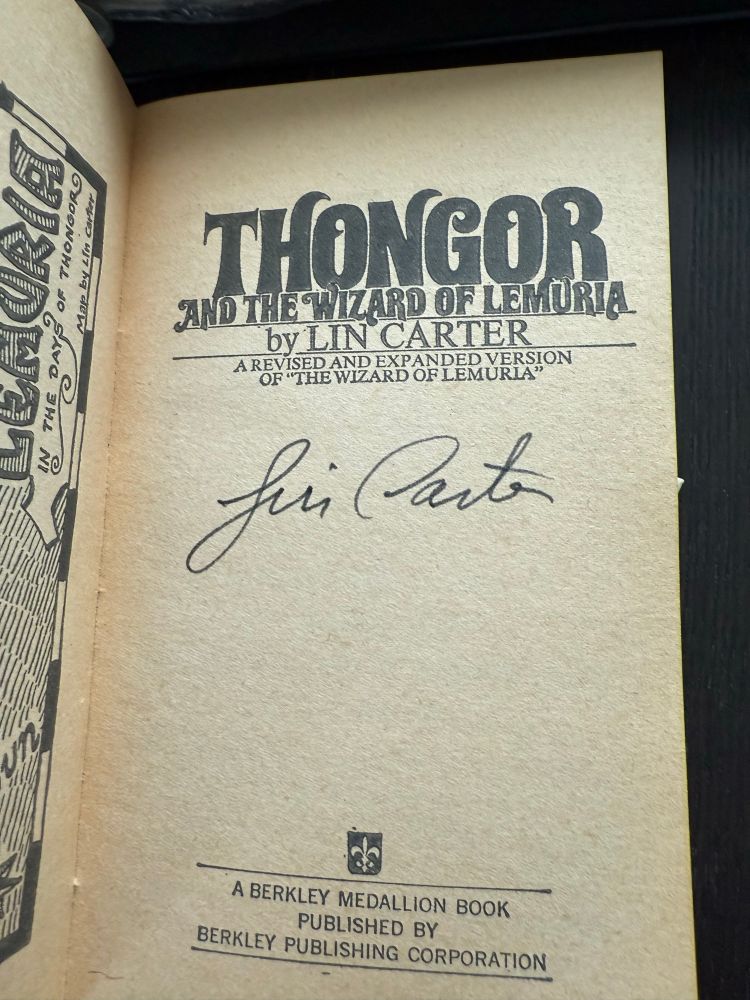 LEMURIA
IN THE DAYS OF THONGOR
Map by Lin Carter
UN
THONGOR
AND THE WIZARD OF LEMURIA
by LIN CARTER
A REVISED AND EXPANDED VERSION
OF "THE WIZARD OF LEMURIA"
Lin Carter
A BERKLEY MEDALLION BOOK
PUBLISHED BY
BERKLEY PUBLISHING CORPORATION